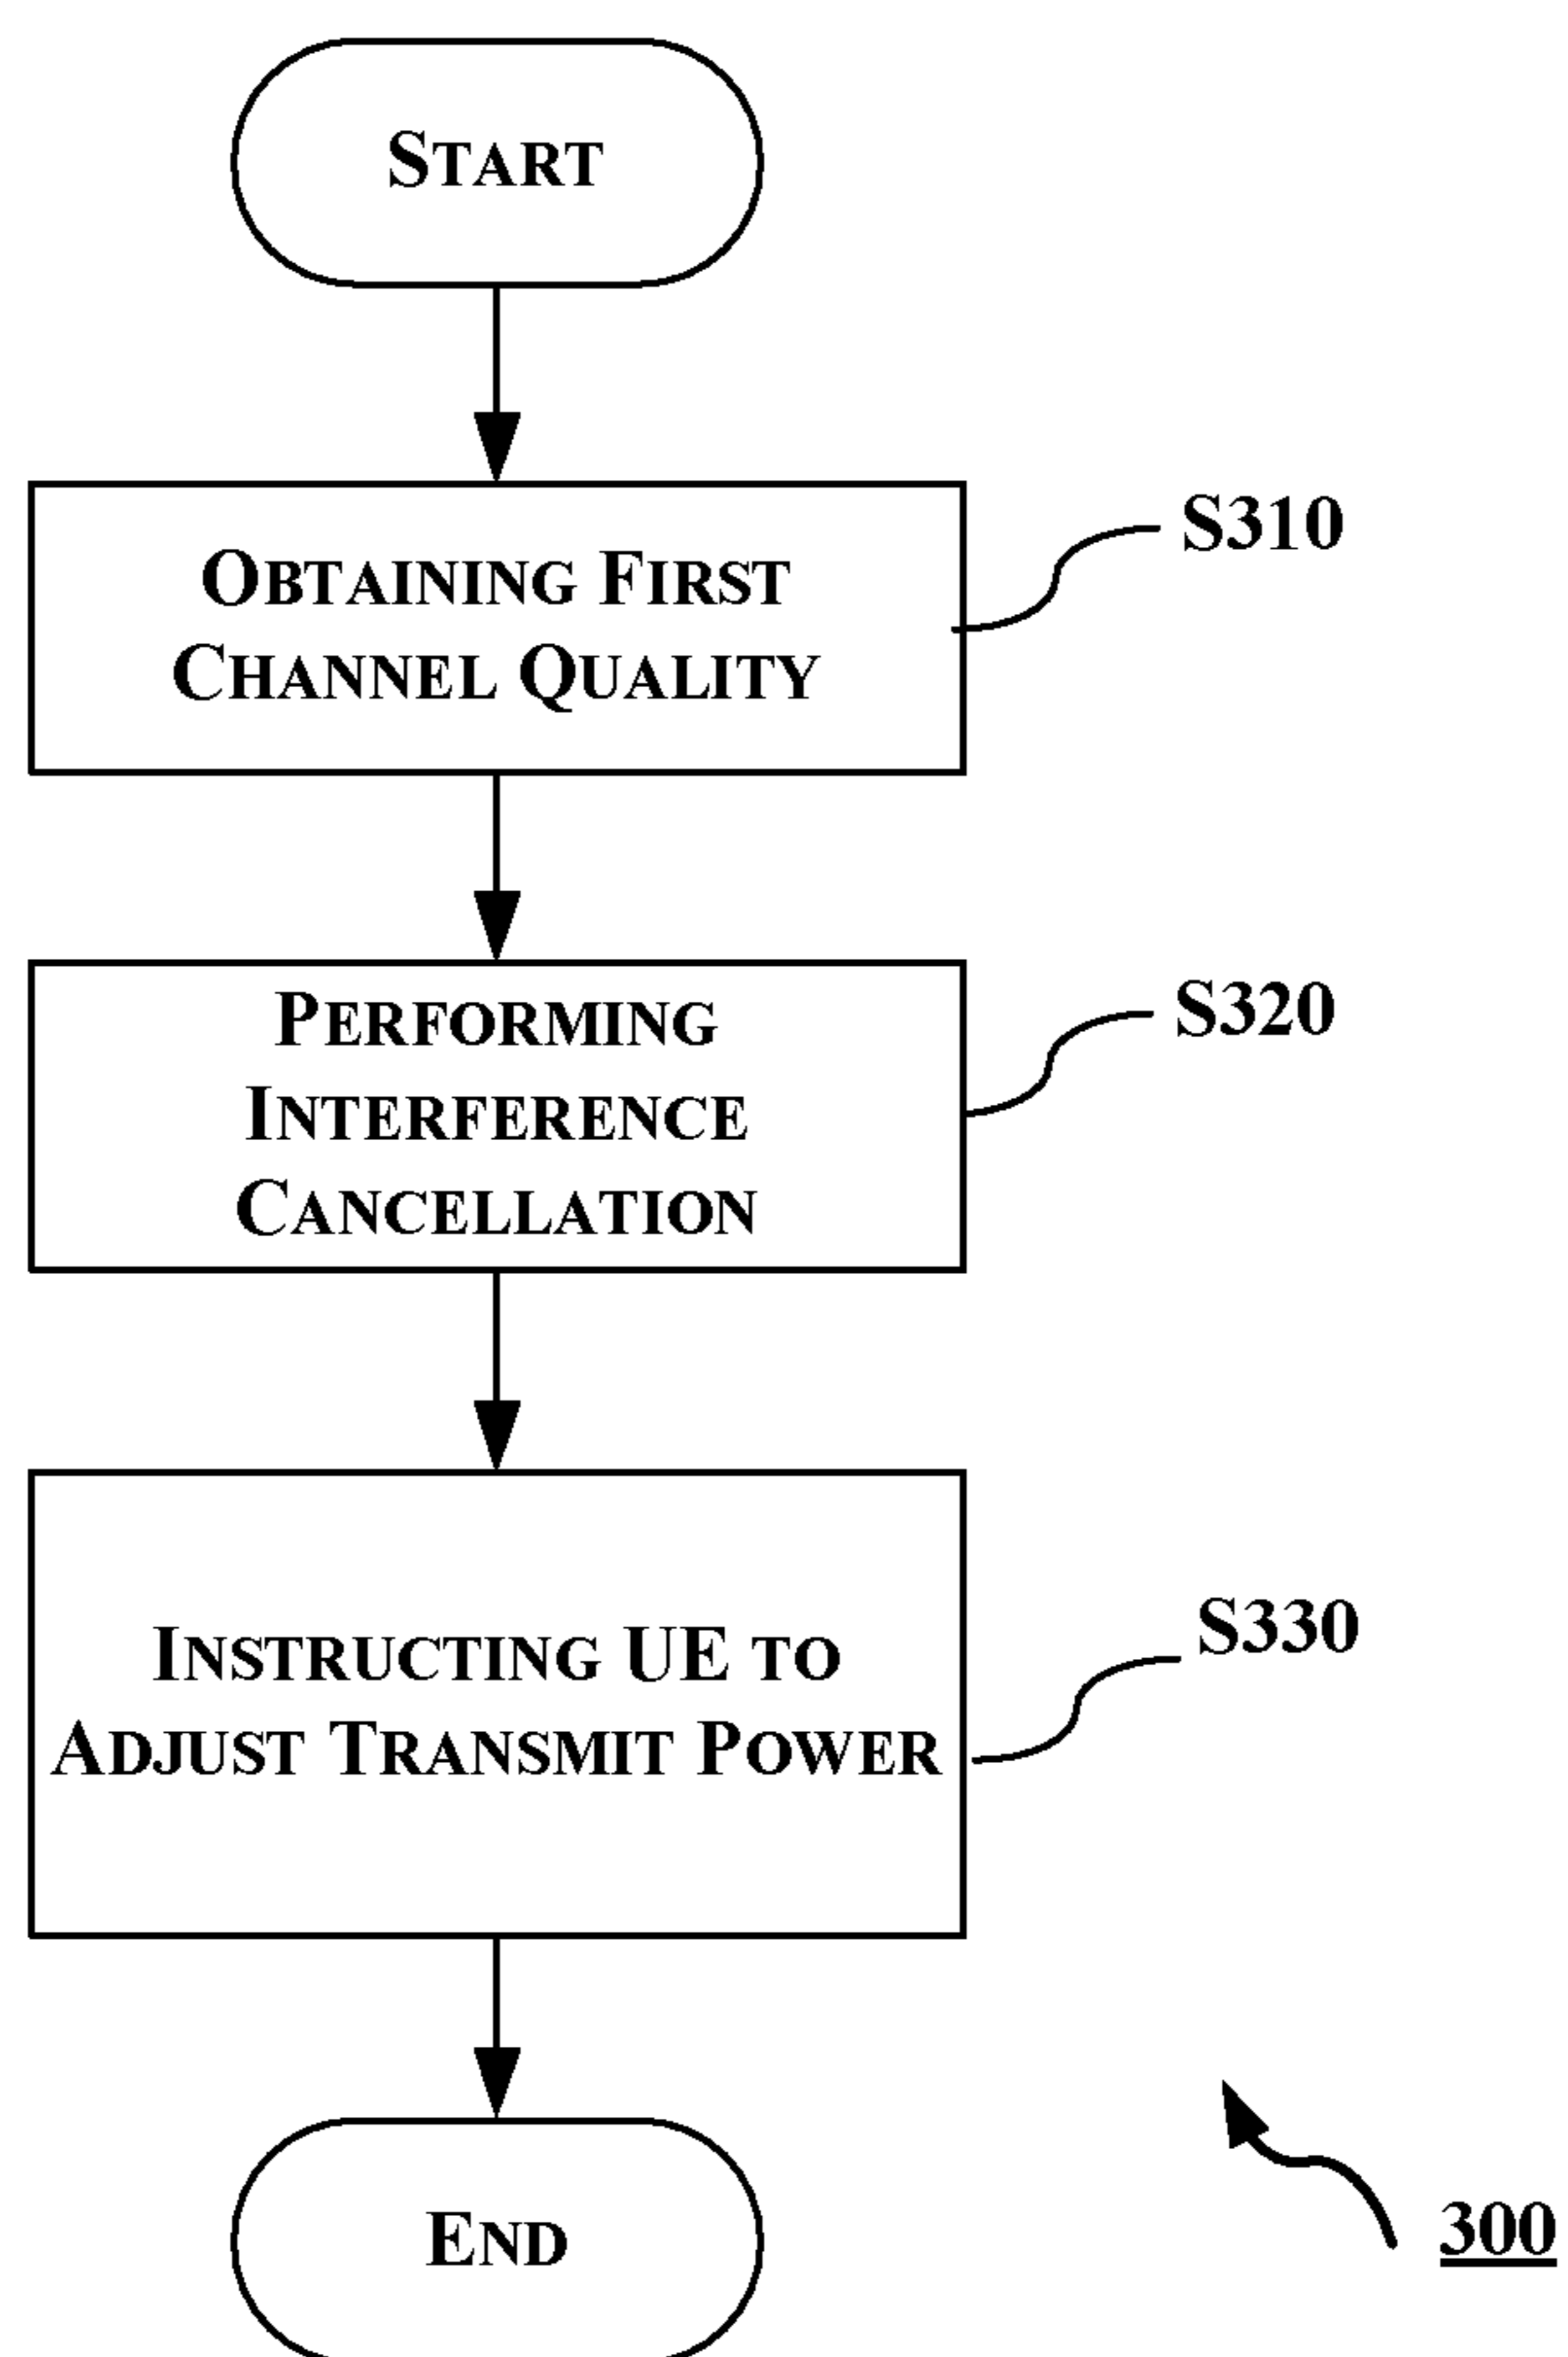 START
OBTAINING FIRST
CHANNEL QUALITY
S310
PERFORMING
INTERFERENCE
CANCELLATION
S320
INSTRUCTING UE TO
ADJUST TRANSMIT POWER
S330
END
300